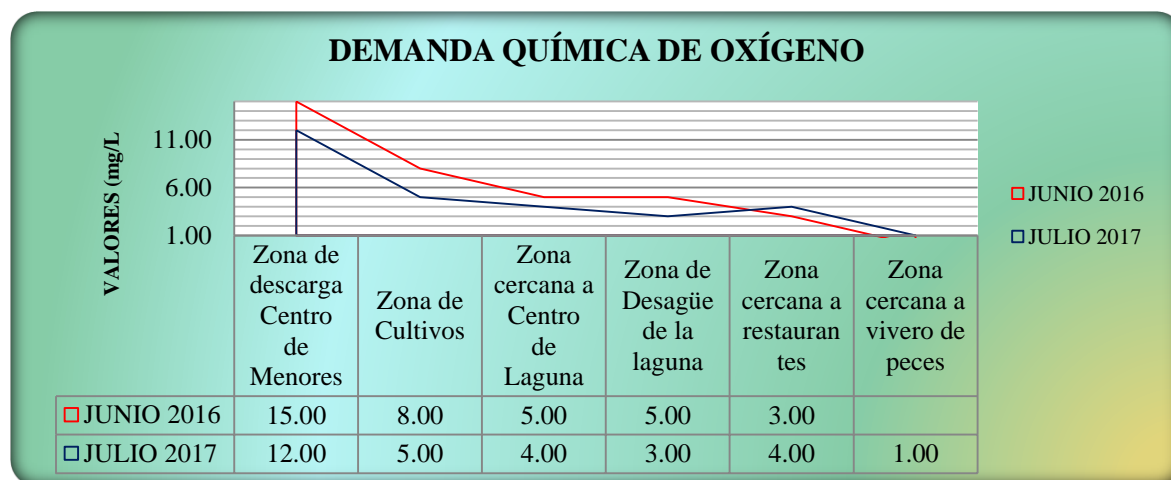 DEMANDA QUÍMICA DE OXÍGENO
VALORES (mg/L
11.00
6.00
1.00
JUNIO 2016
JULIO 2017
Zona de
descarga
Centro
de
Menores
Zona de
Cultivos
Zona
cercana a
Centro
de
Laguna
Zona de
Desagüe
de la
laguna
Zona
cercana a
restauran
tes
Zona
cercana a
vivero de
peces
JUNIO 2016 15.00 8.00 5.00 5.00 3.00
JULIO 2017 12.00 5.00 4.00 3.00 4.00 1.00